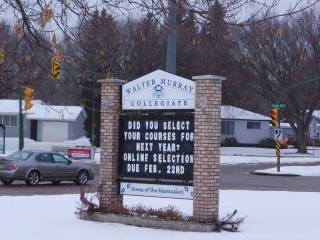 WALTER MURRAY
COLLEGIATE
DID YOU SELECT
YOUR COURSES FOR
NEXT YEAR?
ONLINE SELECTION
DUE FEB. 22ND
Home of the Marauders